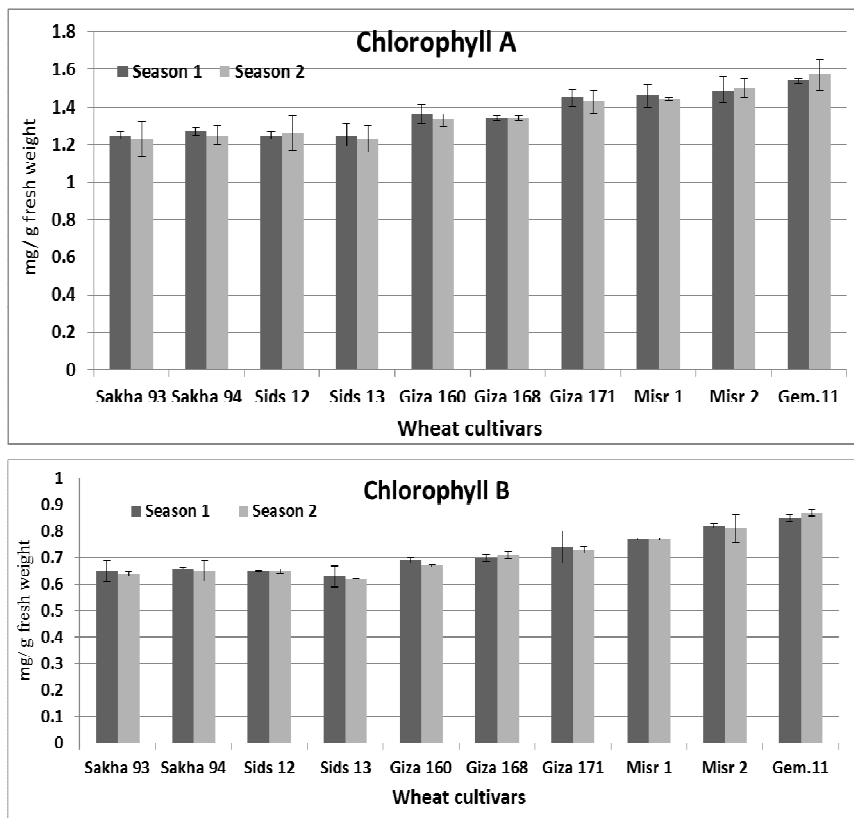 Chlorophyll A
Season 1 Season 2
mg/ g fresh weight
1.8
1.6
1.4
1.2
1
0.8
0.6
0.4
0.2
0
Sakha 93 Sakha 94 Sids 12 Sids 13 Giza 160 Giza 168 Giza 171 Misr 1 Misr 2 Gem.11
Wheat cultivars
Chlorophyll B
Season 1 Season 2
mg/ g fresh weight
1
0.9
0.8
0.7
0.6
0.5
0.4
0.3
0.2
0.1
0
Sakha 93 Sakha 94 Sids 12 Sids 13 Giza 160 Giza 168 Giza 171 Misr 1 Misr 2 Gem.11
Wheat cultivars